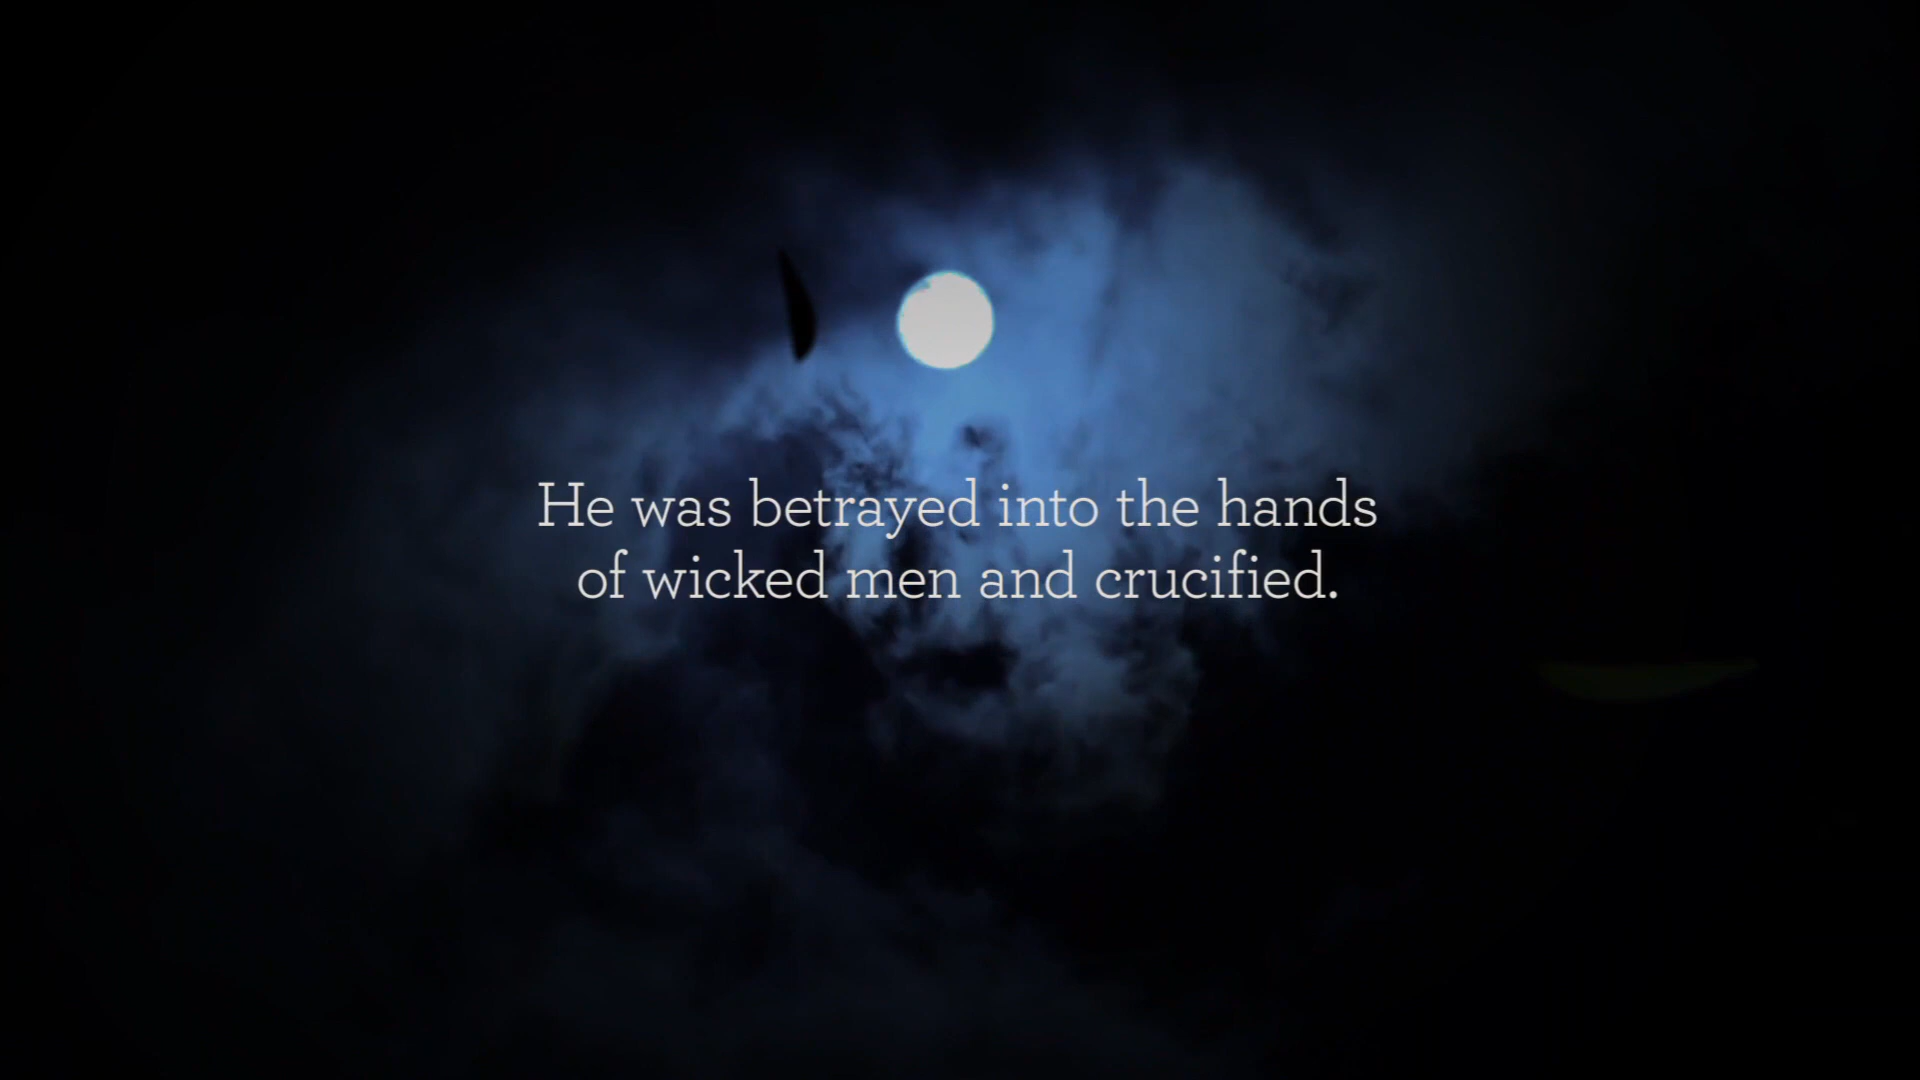 He was betrayed into the hands
of wicked men and crucified.